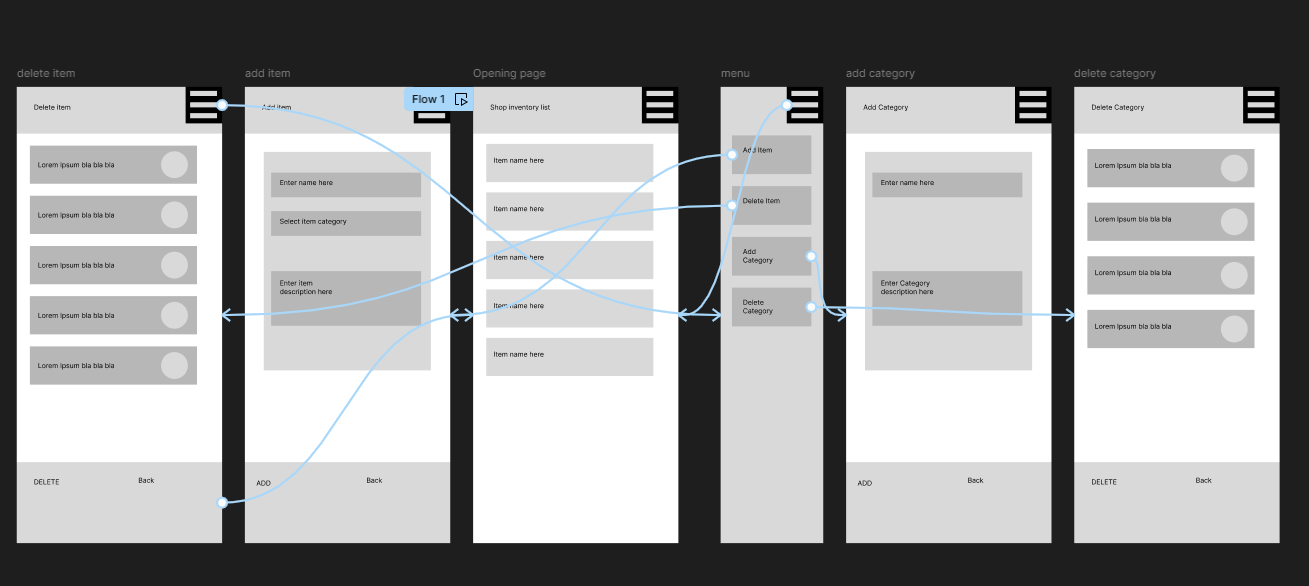 delete item
Delete item
Lorem Ipsum bla bla bla
Lorem Ipsum bla bla bla
Lorem Ipsum bla bla bla
Lorem Ipsum bla bla bla
Lorem Ipsum bla bla bla
DELETE
Back
add item
Add item
Flow 1
Enter name here
Select item category
Enter item
description here
ADD
Back
Opening page
Shop inventory list
Item name here
Item name here
Item name here
Item name here
Item name here
menu
Add Item
Delete Item
Add
Category
Delete
Category
add category
Add Category
Enter name here
Enter Category
description here
ADD
Back
delete category
Delete Category
Lorem Ipsum bla bla bla
Lorem Ipsum bla bla bla
Lorem Ipsum bla bla bla
Lorem Ipsum bla bla bla
DELETE
Back